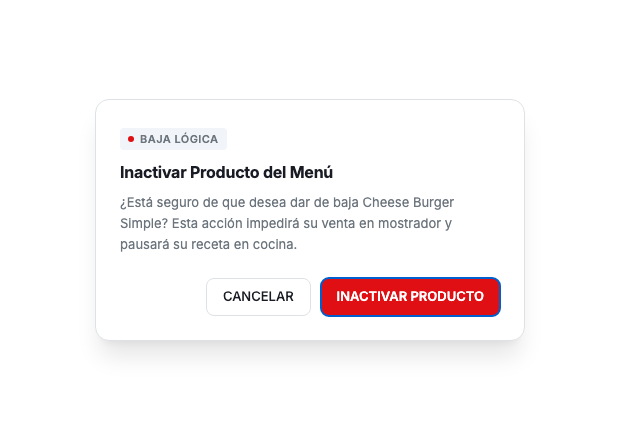 BAJA LÓGICA
Inactivar Producto del Menú
¿Está seguro de que desea dar de baja Cheese Burger
Simple? Esta acción impedirá su venta en mostrador y
pausará su receta en cocina.
CANCELAR
INACTIVAR PRODUCTO